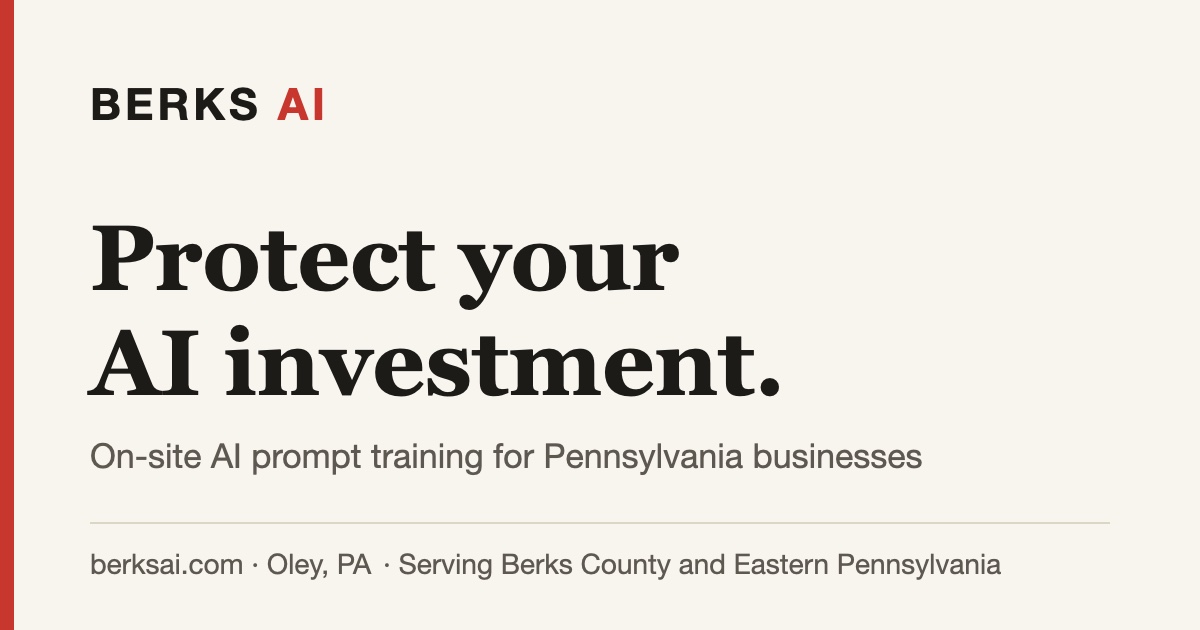 BERKS AI
Protect your
AI investment.
On-site AI prompt training for Pennsylvania businesses
berksai.com · Oley, PA · Serving Berks County and Eastern Pennsylvania